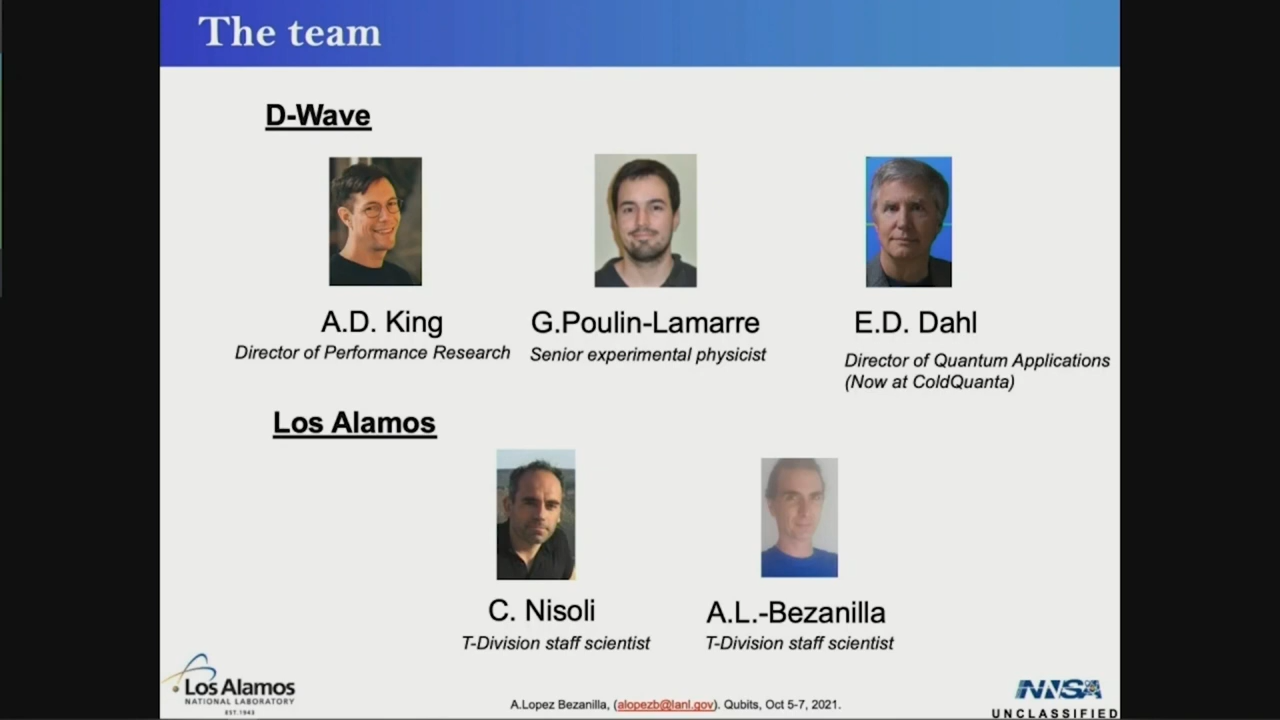 The team
D-Wave
A.D. King
Director of Performance Research
G.Poulin-Lamarre
Senior experimental physicist
E.D. Dahl
Director of Quantum Applications
(Now at ColdQuanta)
Los Alamos
C. Nisoli
T-Division staff scientist
A.L.-Bezanilla
T-Division staff scientist
Los Alamos
NATIONAL LABORATORY
EST.1943
A.Lopez Bezanilla, (alopezb@lanl.gov). Qubits, Oct 5-7, 2021.
NNSA
UNCLASSIFIED